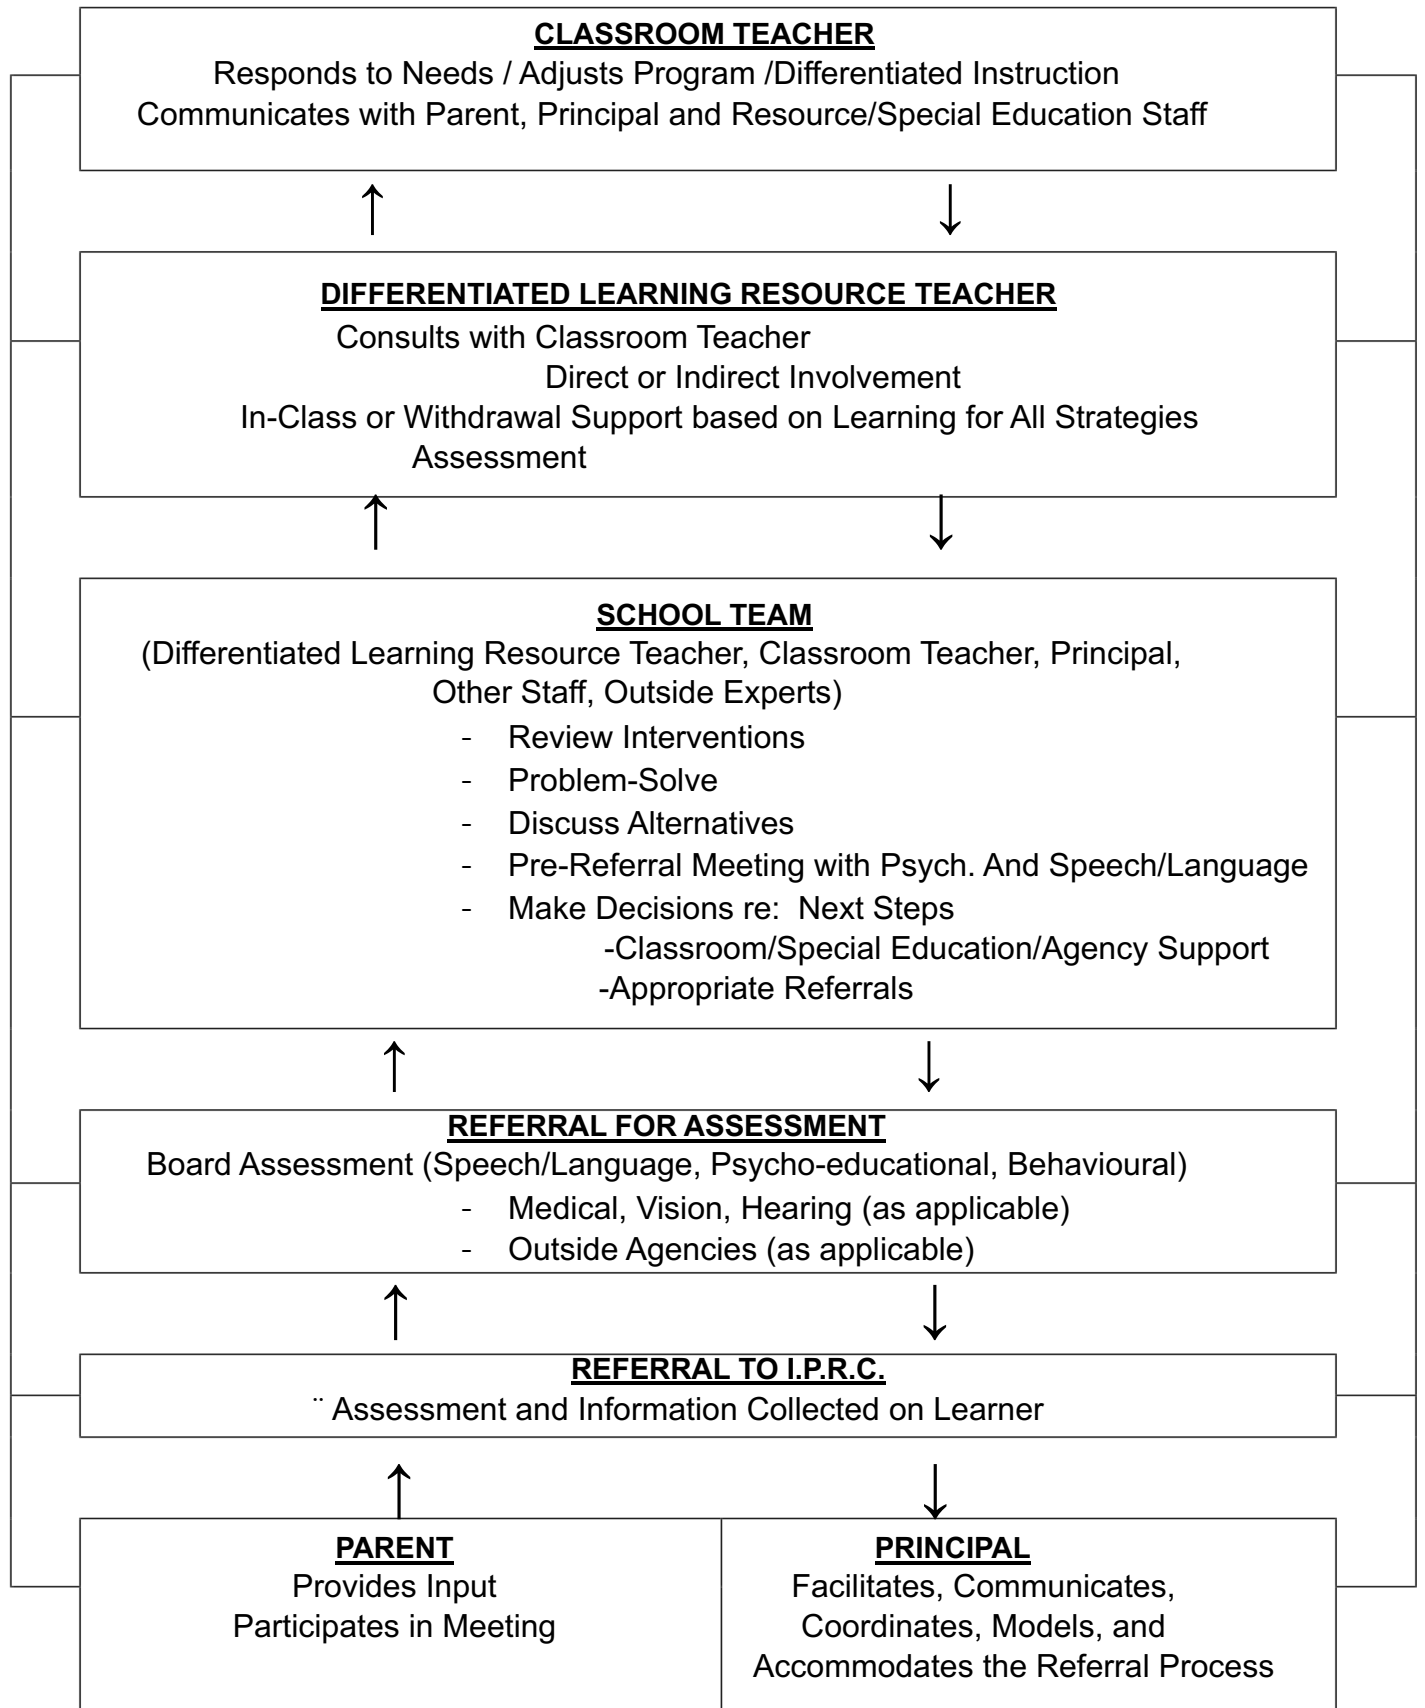 CLASSROOM TEACHER
Responds to Needs / Adjusts Program /Differentiated Instruction
Communicates with Parent, Principal and Resource/Special Education Staff
↑ ↓
DIFFERENTIATED LEARNING RESOURCE TEACHER
Consults with Classroom Teacher
Direct or Indirect Involvement
In-Class or Withdrawal Support based on Learning for All Strategies
Assessment
↑ ↓
SCHOOL TEAM
(Differentiated Learning Resource Teacher, Classroom Teacher, Principal,
Other Staff, Outside Experts)
- Review Interventions
- Problem-Solve
- Discuss Alternatives
- Pre-Referral Meeting with Psych. And Speech/Language
- Make Decisions re: Next Steps
-Classroom/Special Education/Agency Support
-Appropriate Referrals
↑ ↓
REFERRAL FOR ASSESSMENT
Board Assessment (Speech/Language, Psycho-educational, Behavioural)
- Medical, Vision, Hearing (as applicable)
- Outside Agencies (as applicable)
↑ ↓
REFERRAL TO I.P.R.C.
¨ Assessment and Information Collected on Learner
↑ ↓
PARENT
Provides Input
Participates in Meeting
PRINCIPAL
Facilitates, Communicates,
Coordinates, Models, and
Accommodates the Referral Process